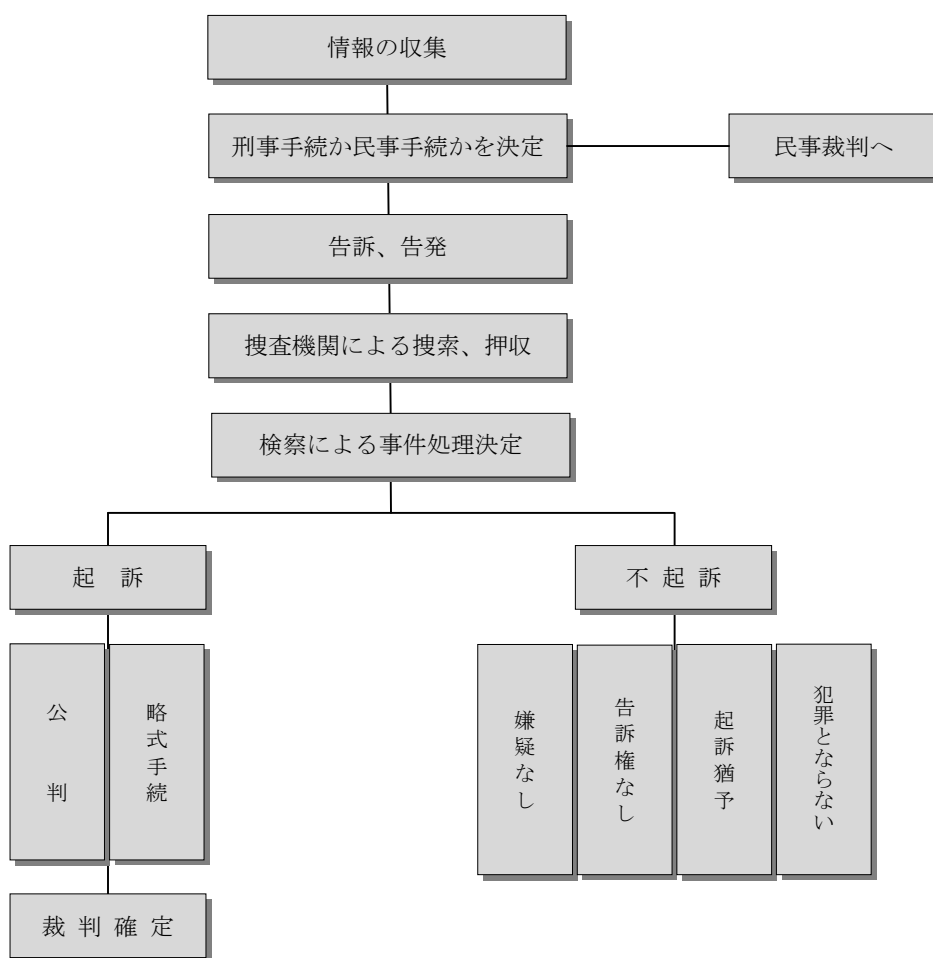 情報の収集
刑事手続か民事手続かを決定
民事裁判へ
告訴、告発
捜査機関による捜索、押収
検察による事件処理決定
起　訴
不 起 訴
公　判
略式手続
嫌疑なし
告訴権なし
起訴猶予
犯罪とならない
裁 判 確 定